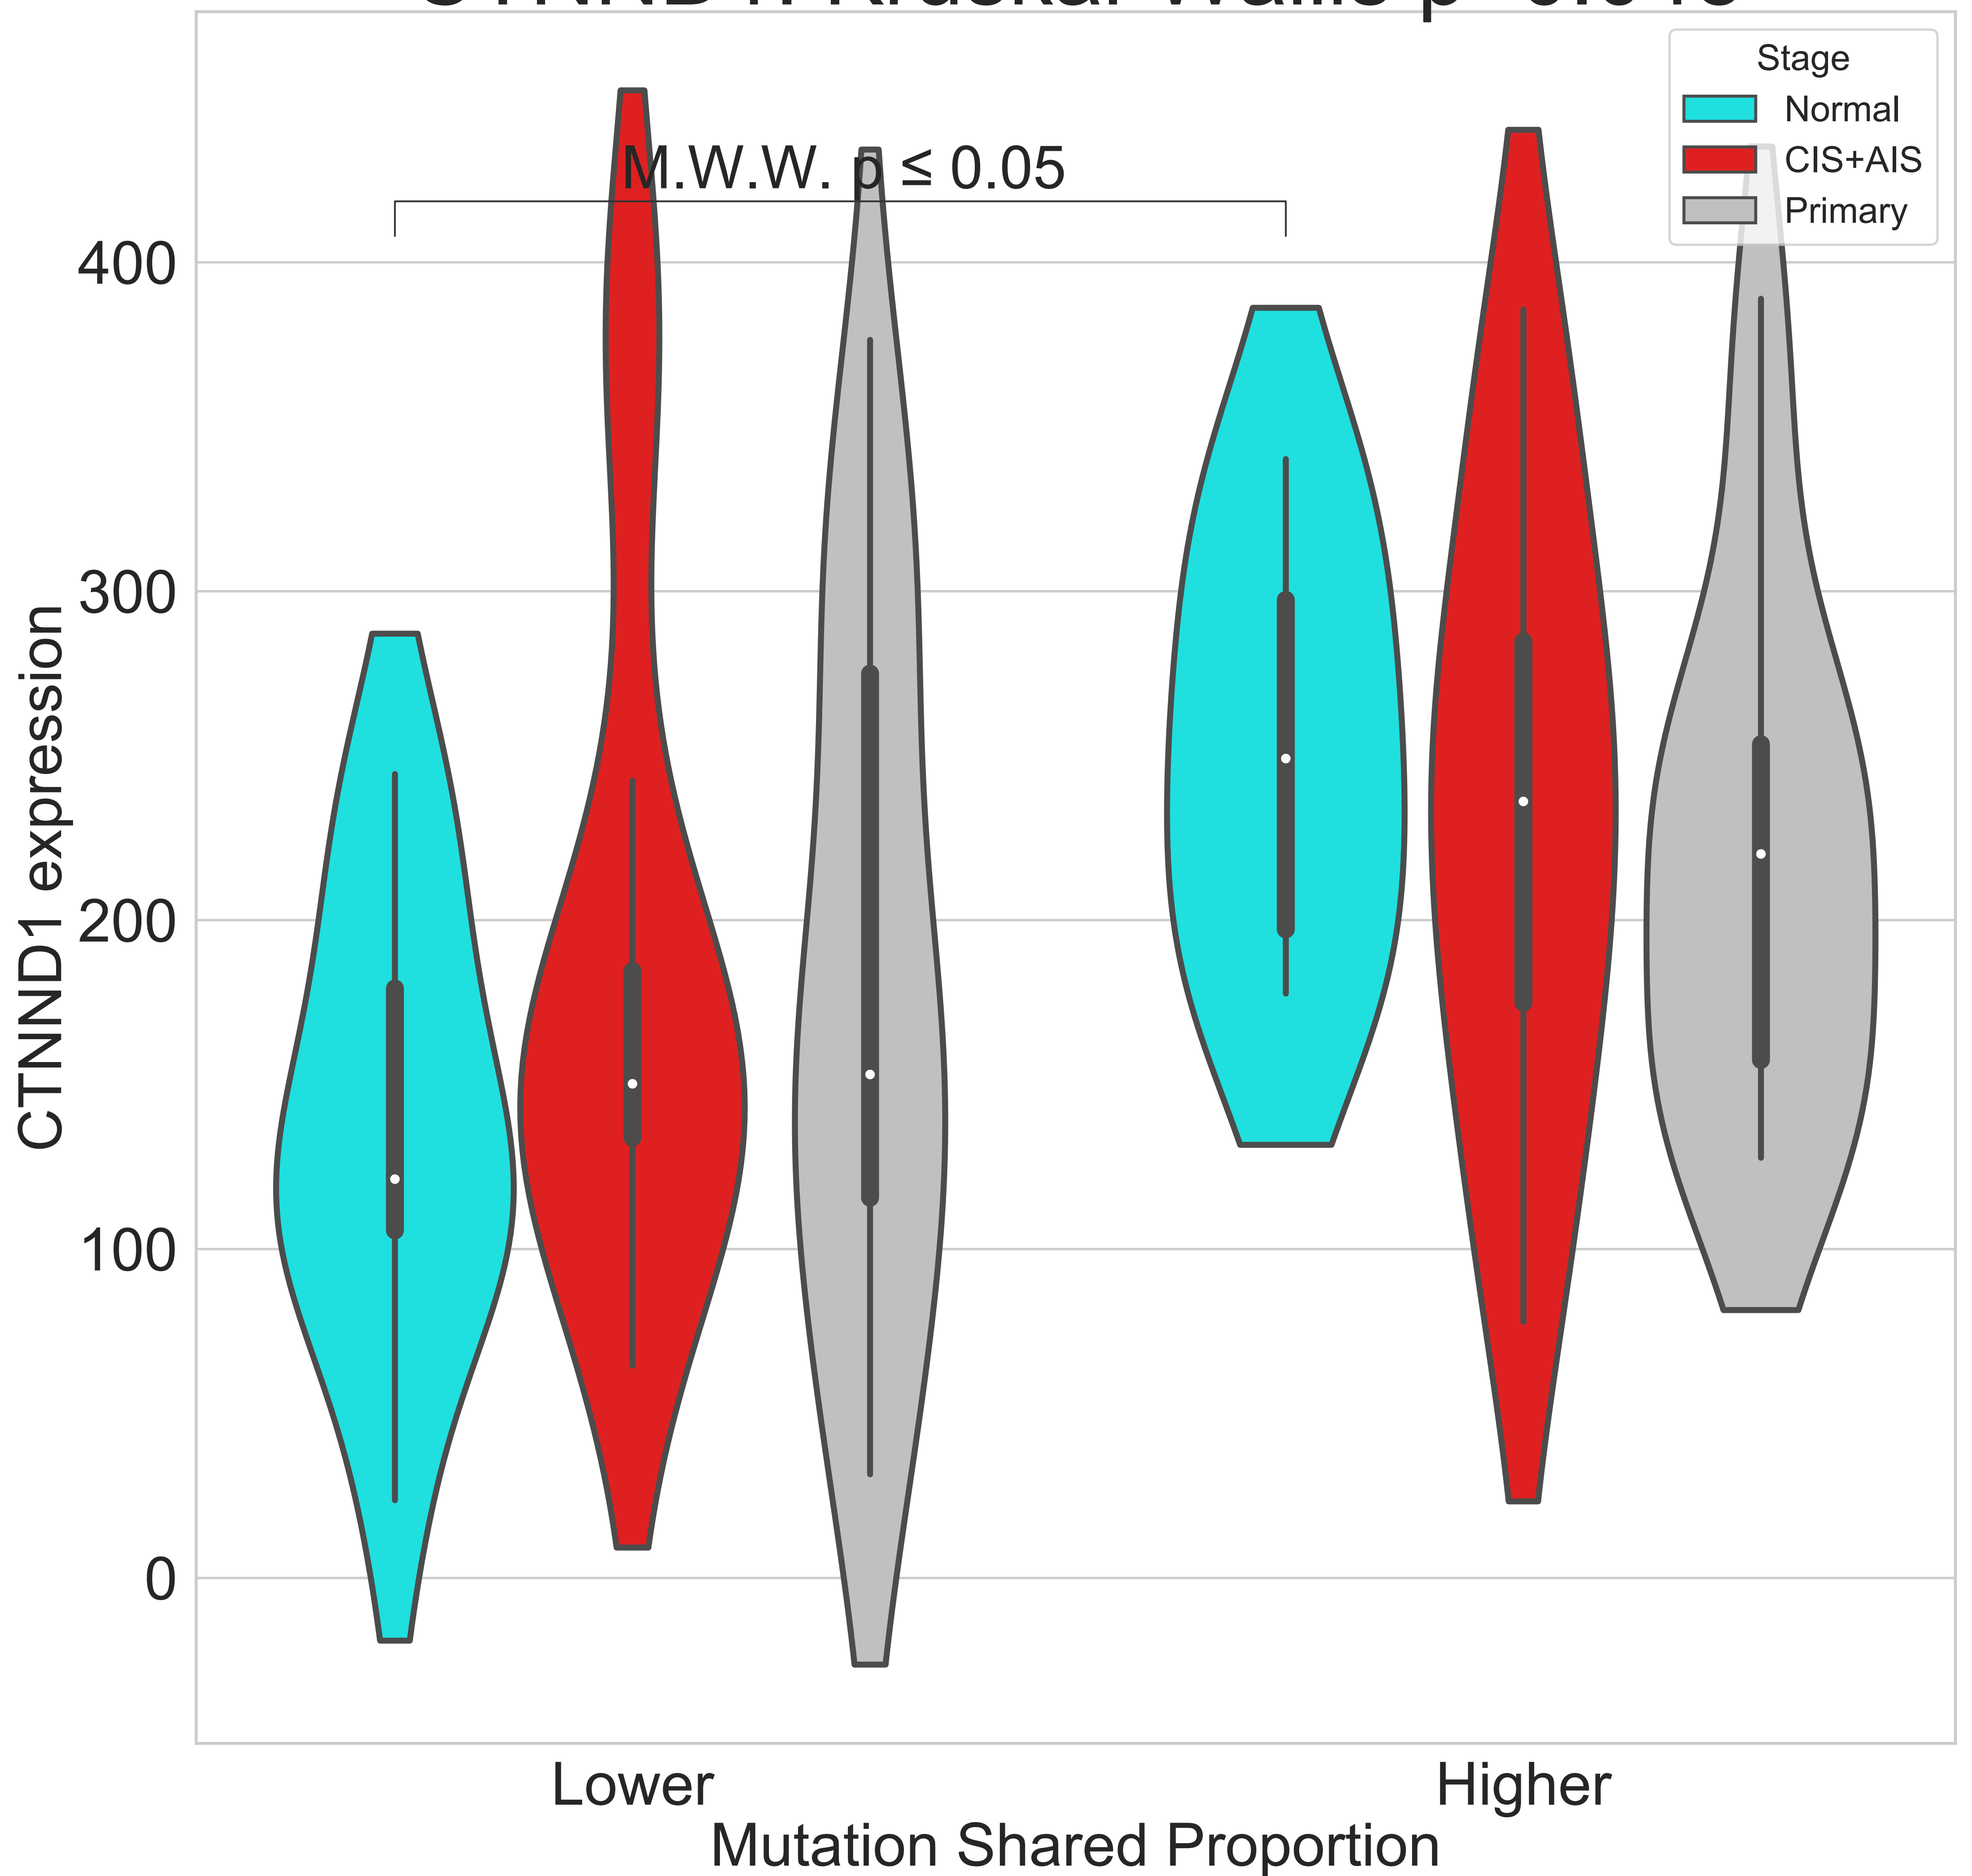 Stage
Normal
CIS+AIS
Primary
M.W.W. p ≤ 0.05
400
300
200
100
0
CTNND1 expression
Lower
Higher
Mutation Shared Proportion